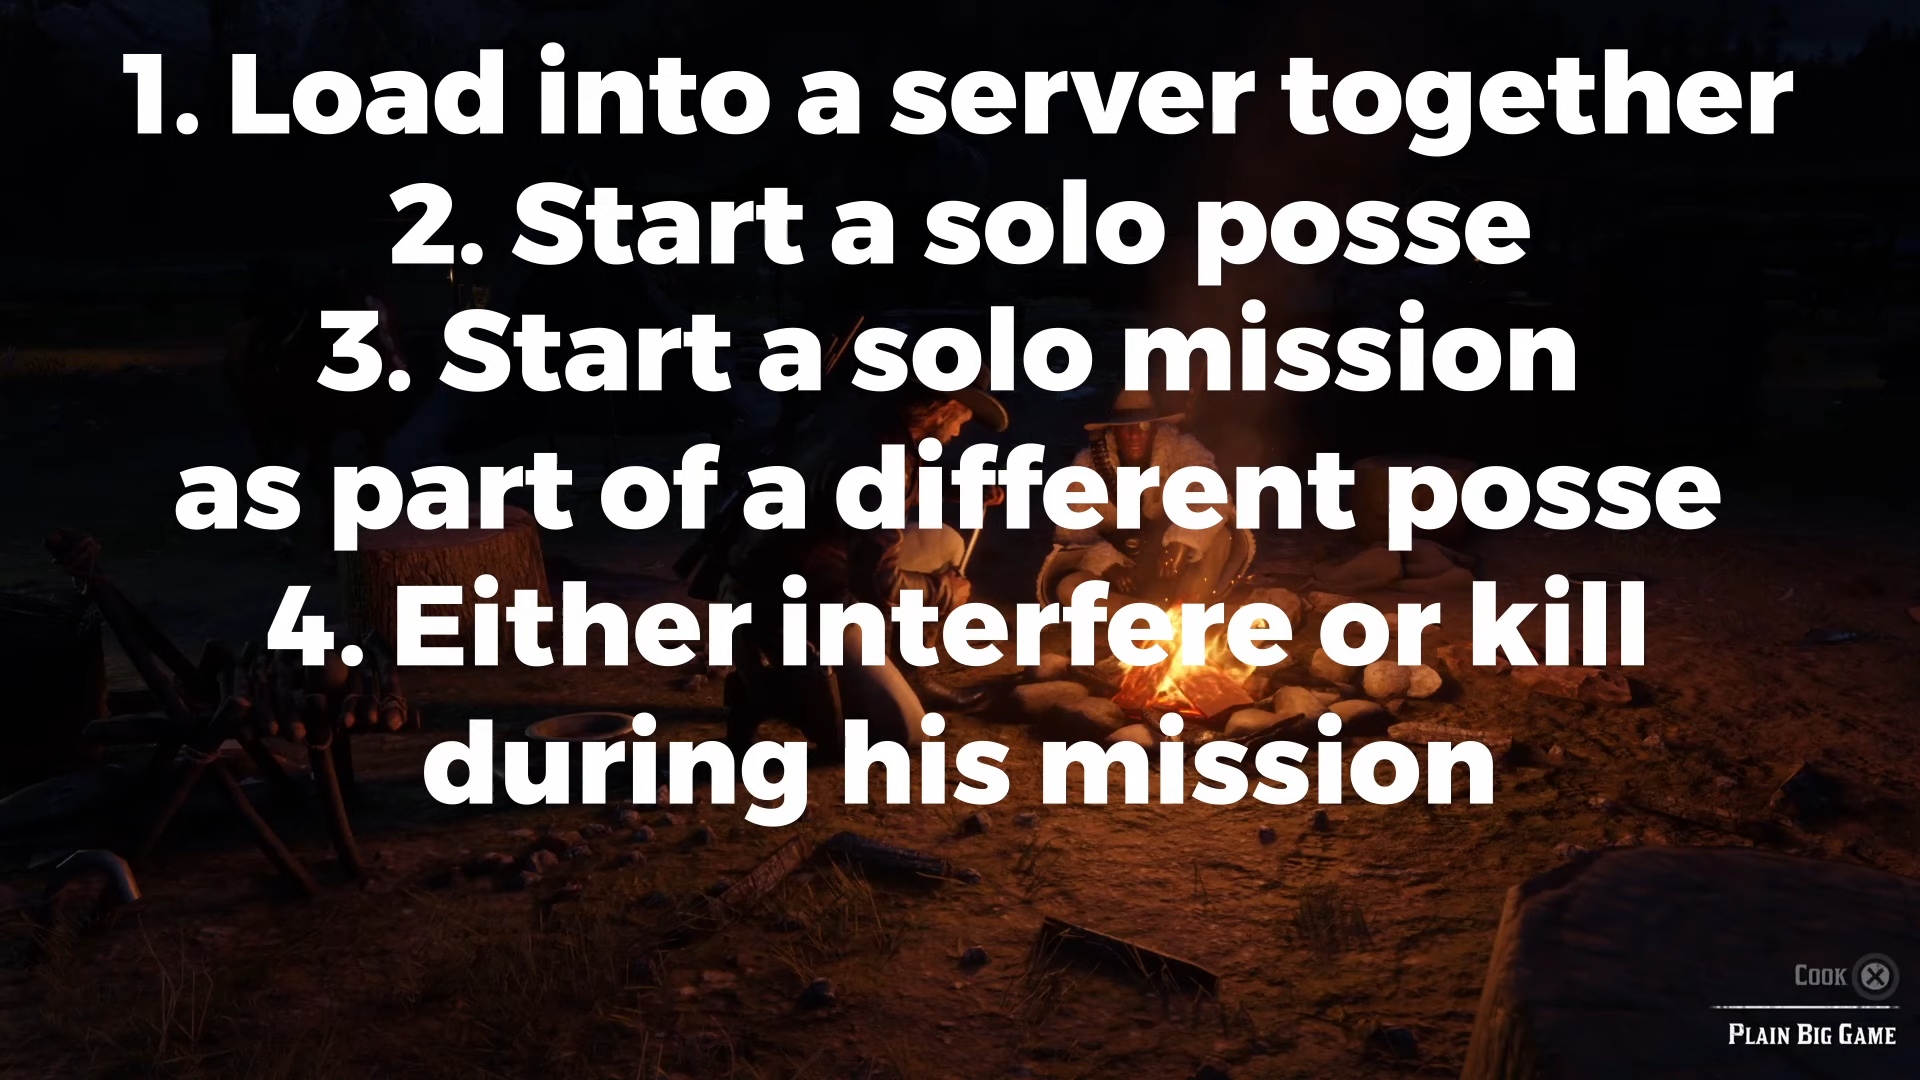 1. Load into a server together
2. Start a solo posse
3. Start a solo mission
as part of a different posse
4. Either interfere or kill
during his mission
Cook
Plain Big Game